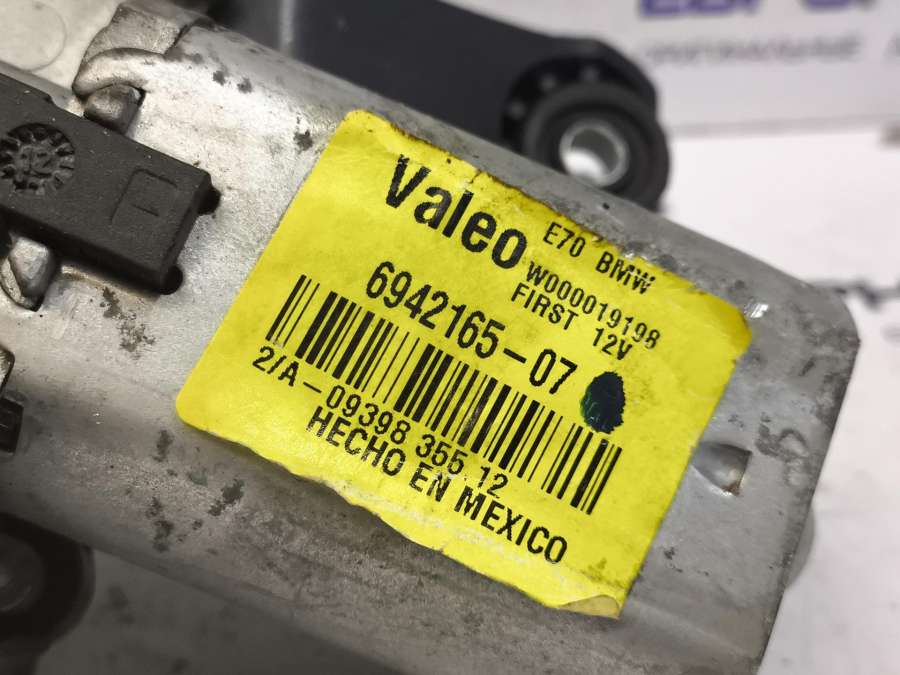 Valeo
E70 BMW
W000019198
FIRST 12V
6942165-07
2/A-09398 355 12
HECHO EN MEXICO